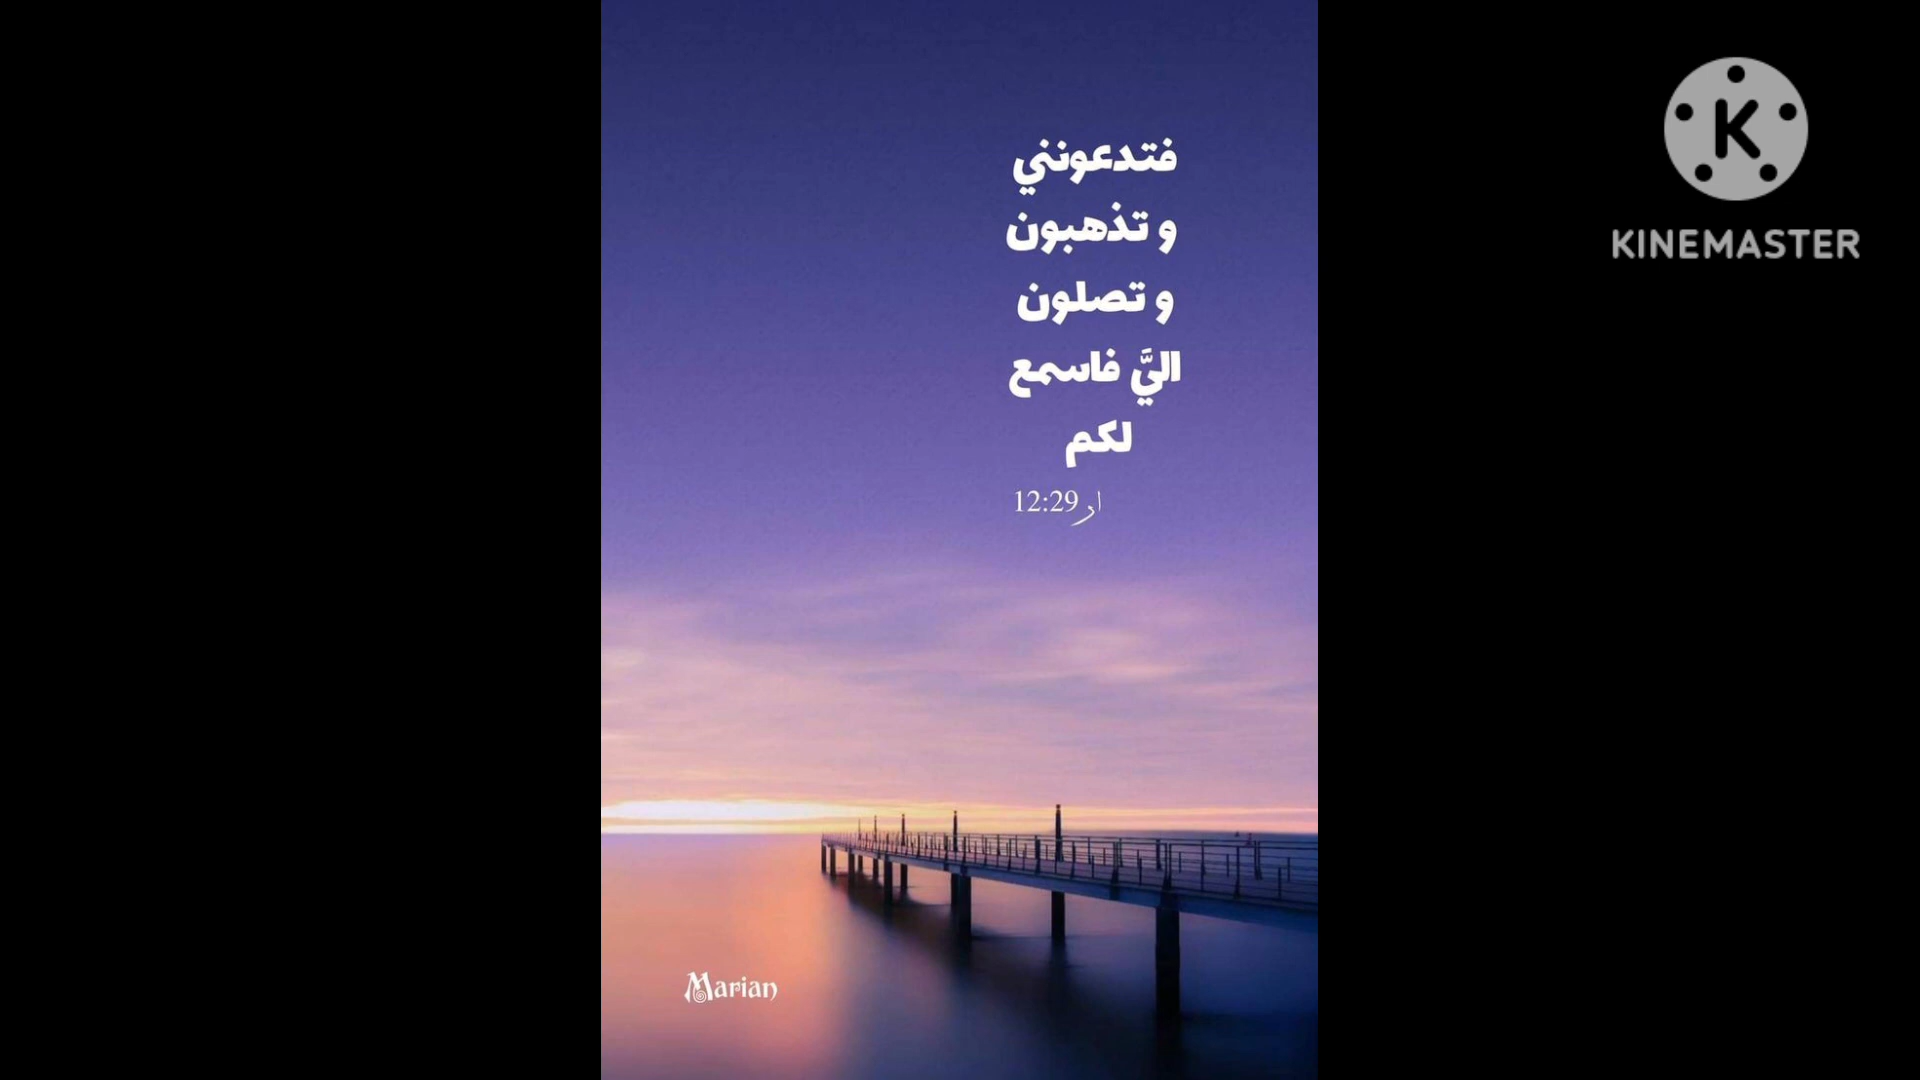 فتدعونني
و تذهبون
و تصلون
اليَّ فاسمع
لكم
ار 12:29
Marian
KINEMASTER